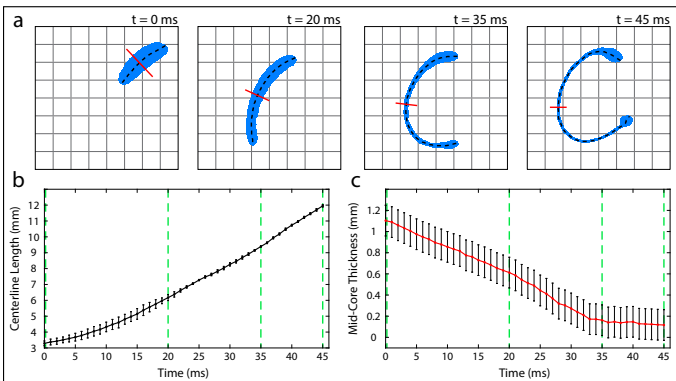 a
t = 0 ms
t = 20 ms
t = 35 ms
t = 45 ms
b
c
12
11
10
9
8
7
6
5
4
3
Centerline Length (mm)
0 5 10 15 20 25 30 35 40 45
Time (ms)
1.2
1
0.8
0.6
0.4
0.2
0
Mid-Core Thickness (mm)
0 5 10 15 20 25 30 35 40 45
Time (ms)